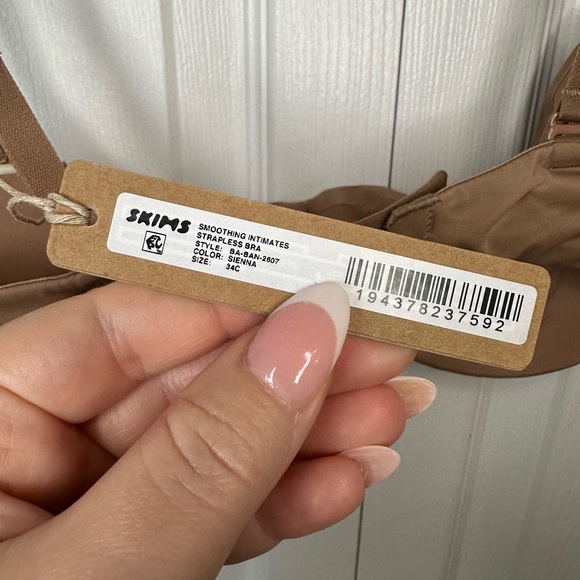 SKIMS
SMOOTHING INTIMATES
STRAPLESS BRA
STYLE: BA-BAN-2607
COLOR: SIENNA
SIZE: 34C
194378237592